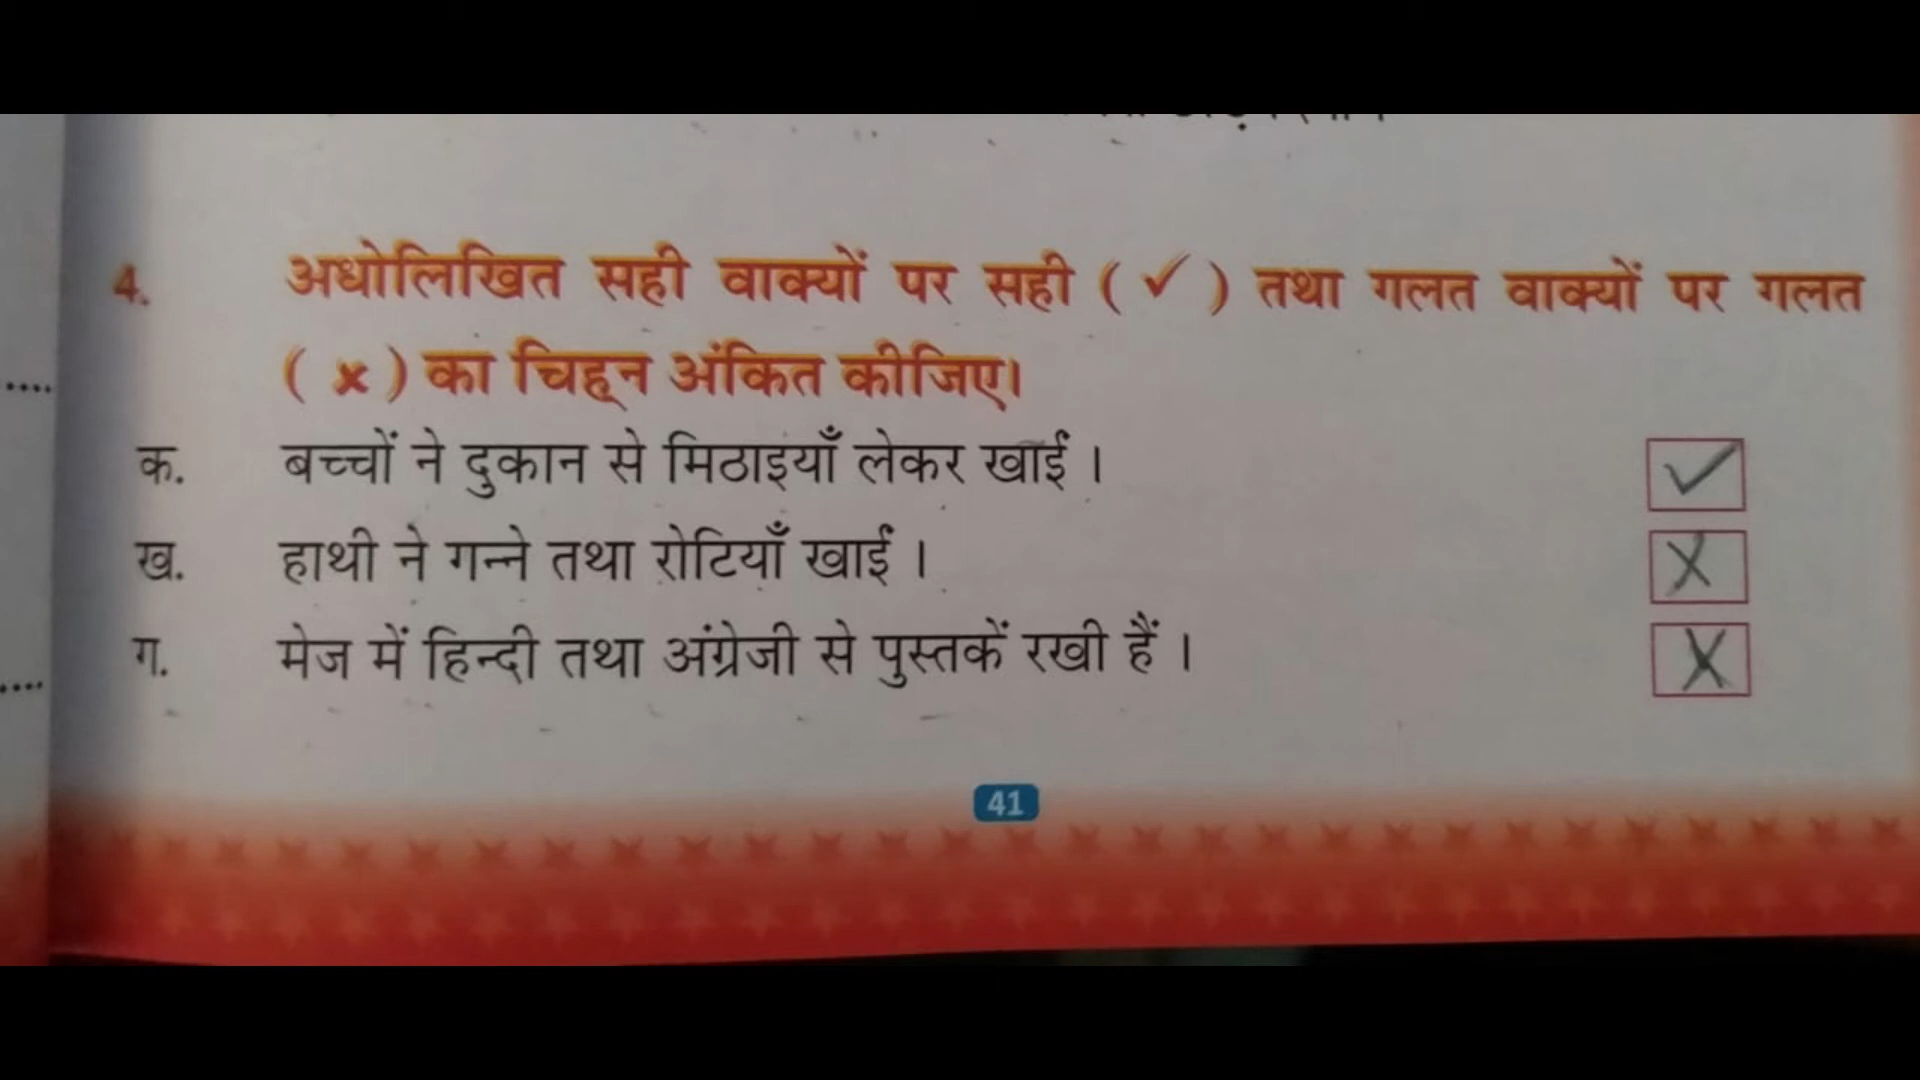 4. अधोलिखित सही वाक्यों पर सही ( ✓ ) तथा गलत वाक्यों पर गलत
( × ) का चिह्न अंकित कीजिए।
क. बच्चों ने दुकान से मिठाइयाँ लेकर खाईं । ✓
ख. हाथी ने गन्ने तथा रोटियाँ खाईं । ×
ग. मेज में हिन्दी तथा अंग्रेजी से पुस्तकें रखी हैं । ×
41